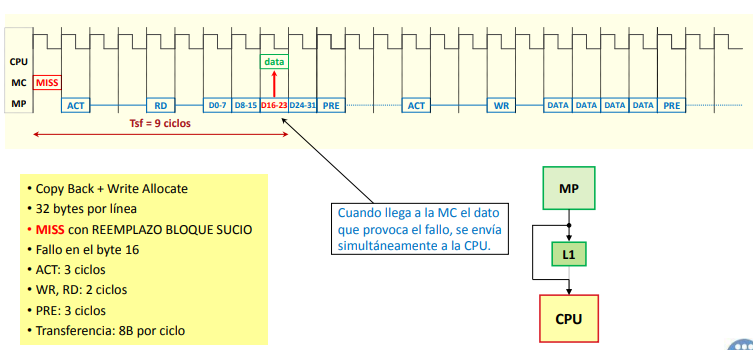 CPU data
MC MISS
MP ACT RD D0-7 D8-15 D16-23 D24-31 PRE ACT WR DATA DATA DATA DATA PRE
Tsf = 9 ciclos
• Copy Back + Write Allocate
• 32 bytes por línea
• MISS con REEMPLAZO BLOQUE SUCIO
• Fallo en el byte 16
• ACT: 3 ciclos
• WR, RD: 2 ciclos
• PRE: 3 ciclos
• Transferencia: 8B por ciclo
Cuando llega a la MC el dato
que provoca el fallo, se envía
simultáneamente a la CPU.
MP
L1
CPU